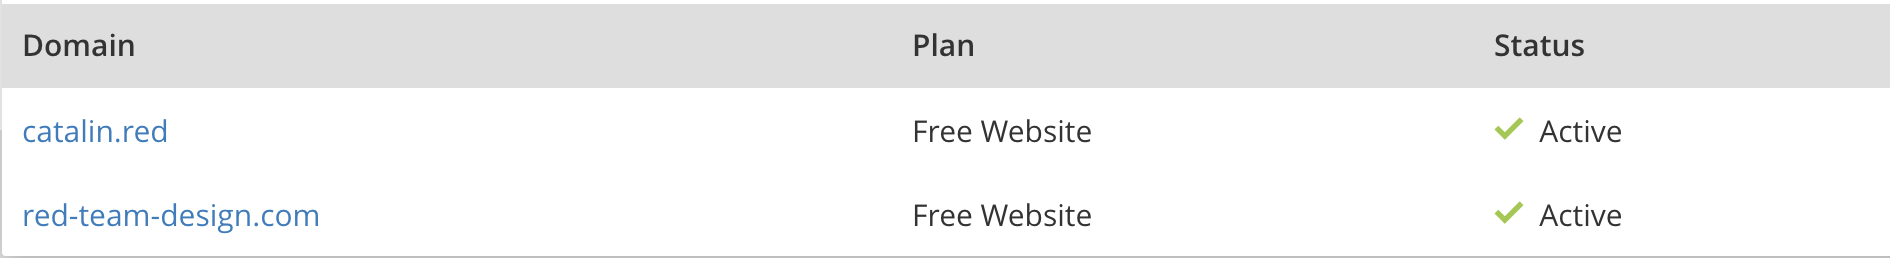 Domain Plan Status
catalin.red Free Website Active
red-team-design.com Free Website Active